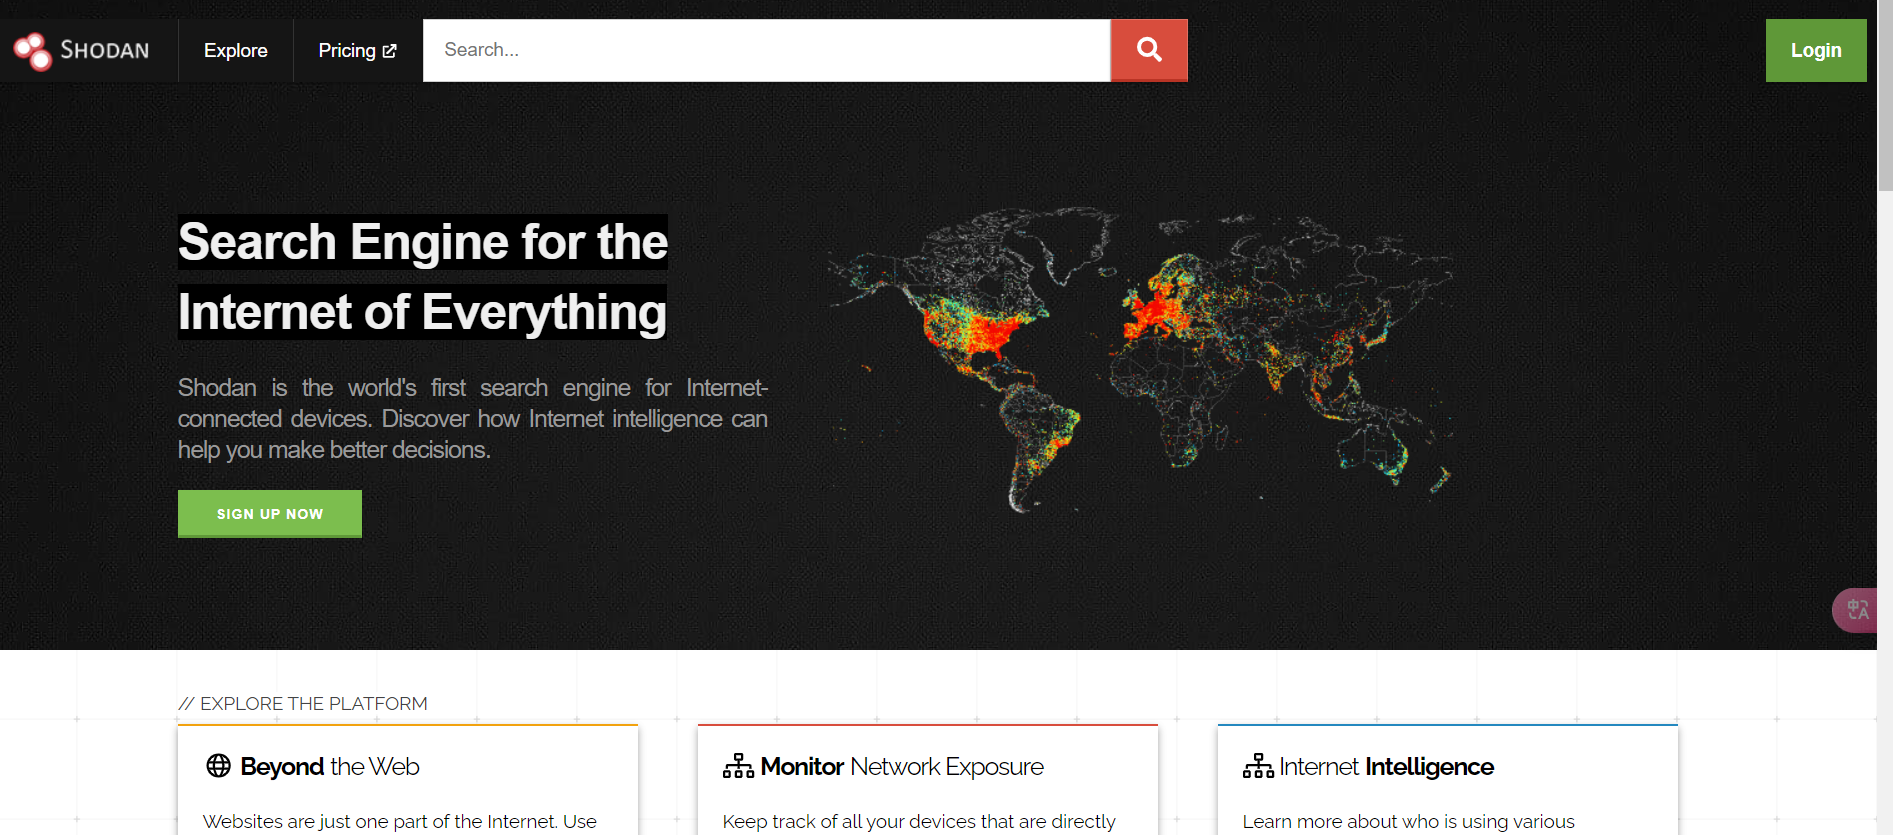 SHODAN
Explore
Pricing
Search...
Login
Search Engine for the
Internet of Everything
Shodan is the world's first search engine for Internet-
connected devices. Discover how Internet intelligence can
help you make better decisions.
SIGN UP NOW
// EXPLORE THE PLATFORM
Beyond the Web
Websites are just one part of the Internet. Use
Monitor Network Exposure
Keep track of all your devices that are directly
Internet Intelligence
Learn more about who is using various